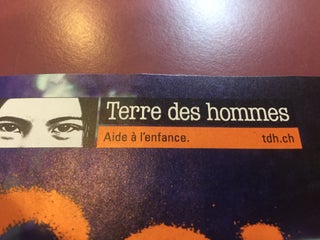 Terre des hommes
Aide à l'enfance. tdh.ch